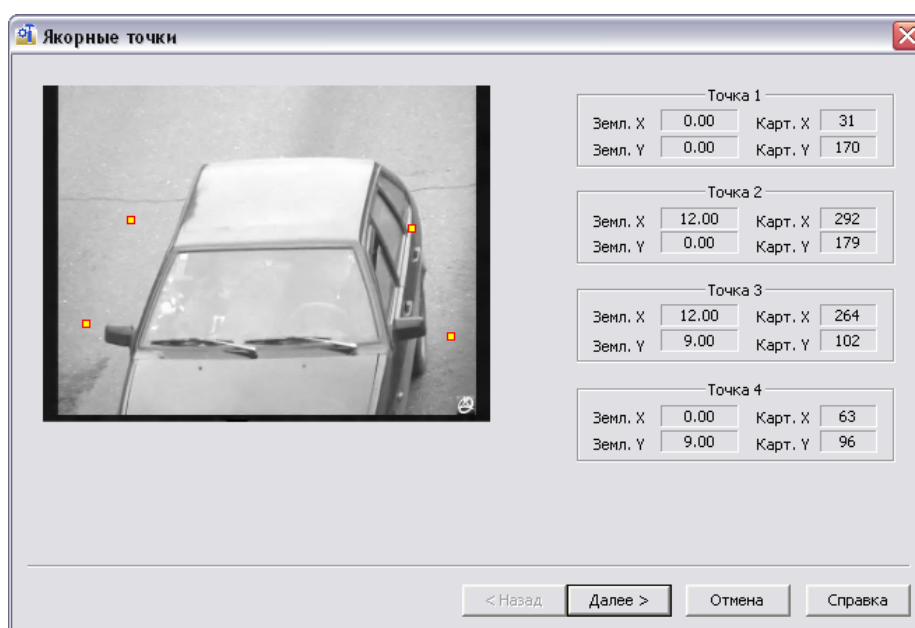 Якорные точки
Точка 1
Земл. X 0.00 Карт. X 31
Земл. Y 0.00 Карт. Y 170
Точка 2
Земл. X 12.00 Карт. X 292
Земл. Y 0.00 Карт. Y 179
Точка 3
Земл. X 12.00 Карт. X 264
Земл. Y 9.00 Карт. Y 102
Точка 4
Земл. X 0.00 Карт. X 63
Земл. Y 9.00 Карт. Y 96
< Назад Далее > Отмена Справка